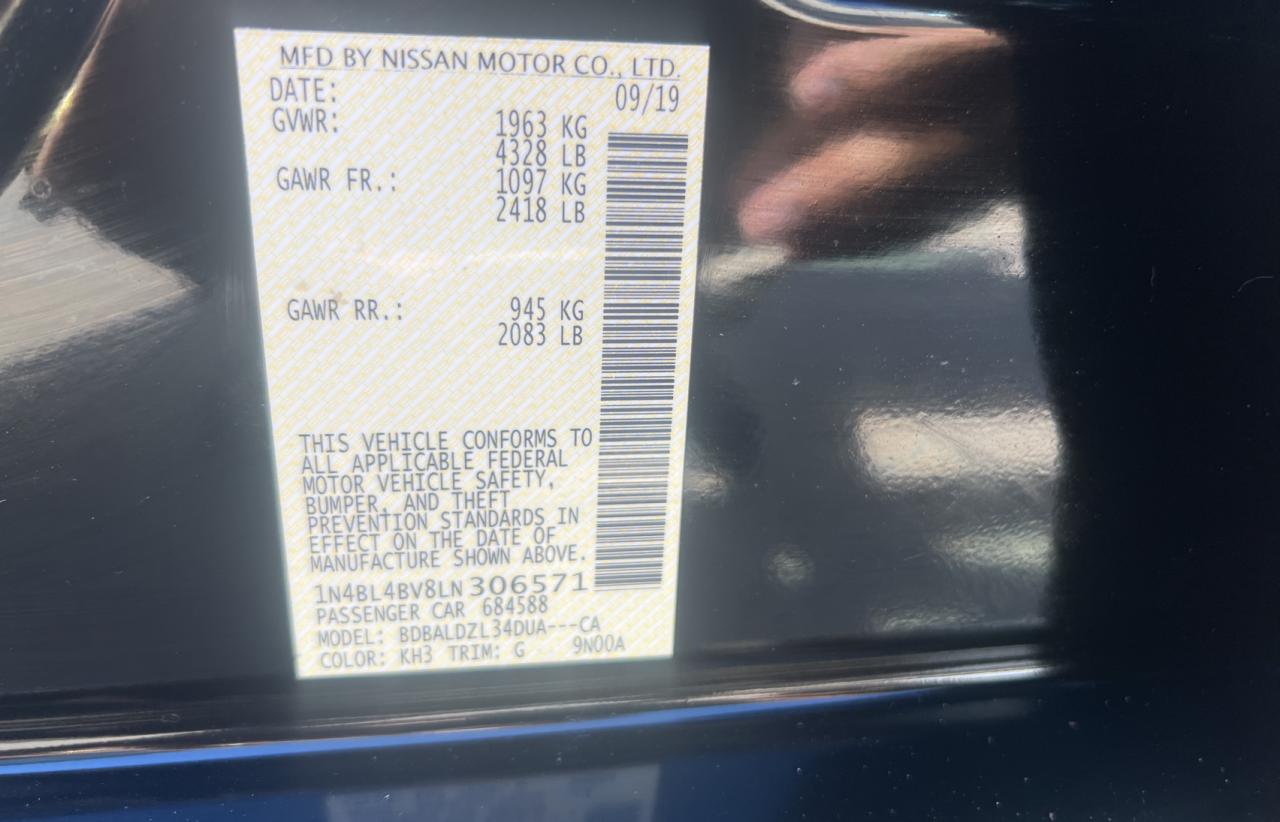 MFD BY NISSAN MOTOR CO., LTD.
DATE: 09/19
GVWR: 1963 KG
4328 LB
GAWR FR.: 1097 KG
2418 LB
GAWR RR.: 945 KG
2083 LB
THIS VEHICLE CONFORMS TO
ALL APPLICABLE FEDERAL
MOTOR VEHICLE SAFETY,
BUMPER, AND THEFT
PREVENTION STANDARDS IN
EFFECT ON THE DATE OF
MANUFACTURE SHOWN ABOVE.
1N4BL4BV8LN306571
PASSENGER CAR 684588
MODEL: BDBALDZL34DUA---CA
COLOR: KH3 TRIM: G 9N00A